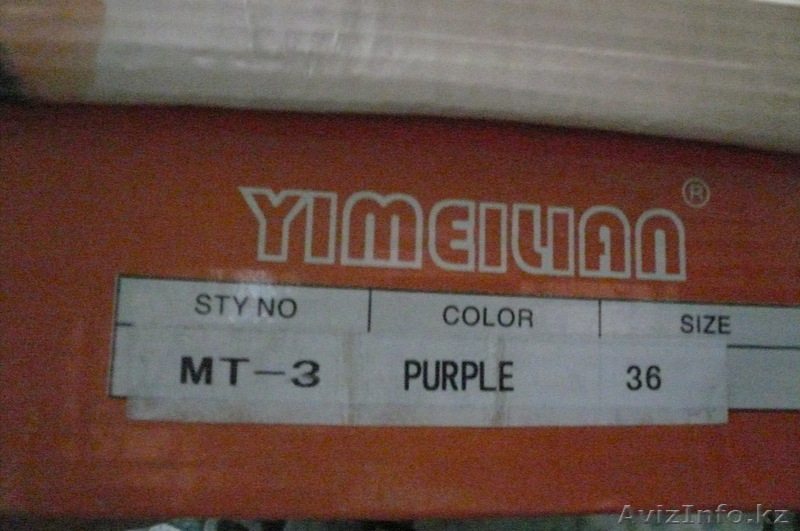 YIMEILIAN ®
STY NO COLOR SIZE
MT-3 PURPLE 36
AvizInfo.kz